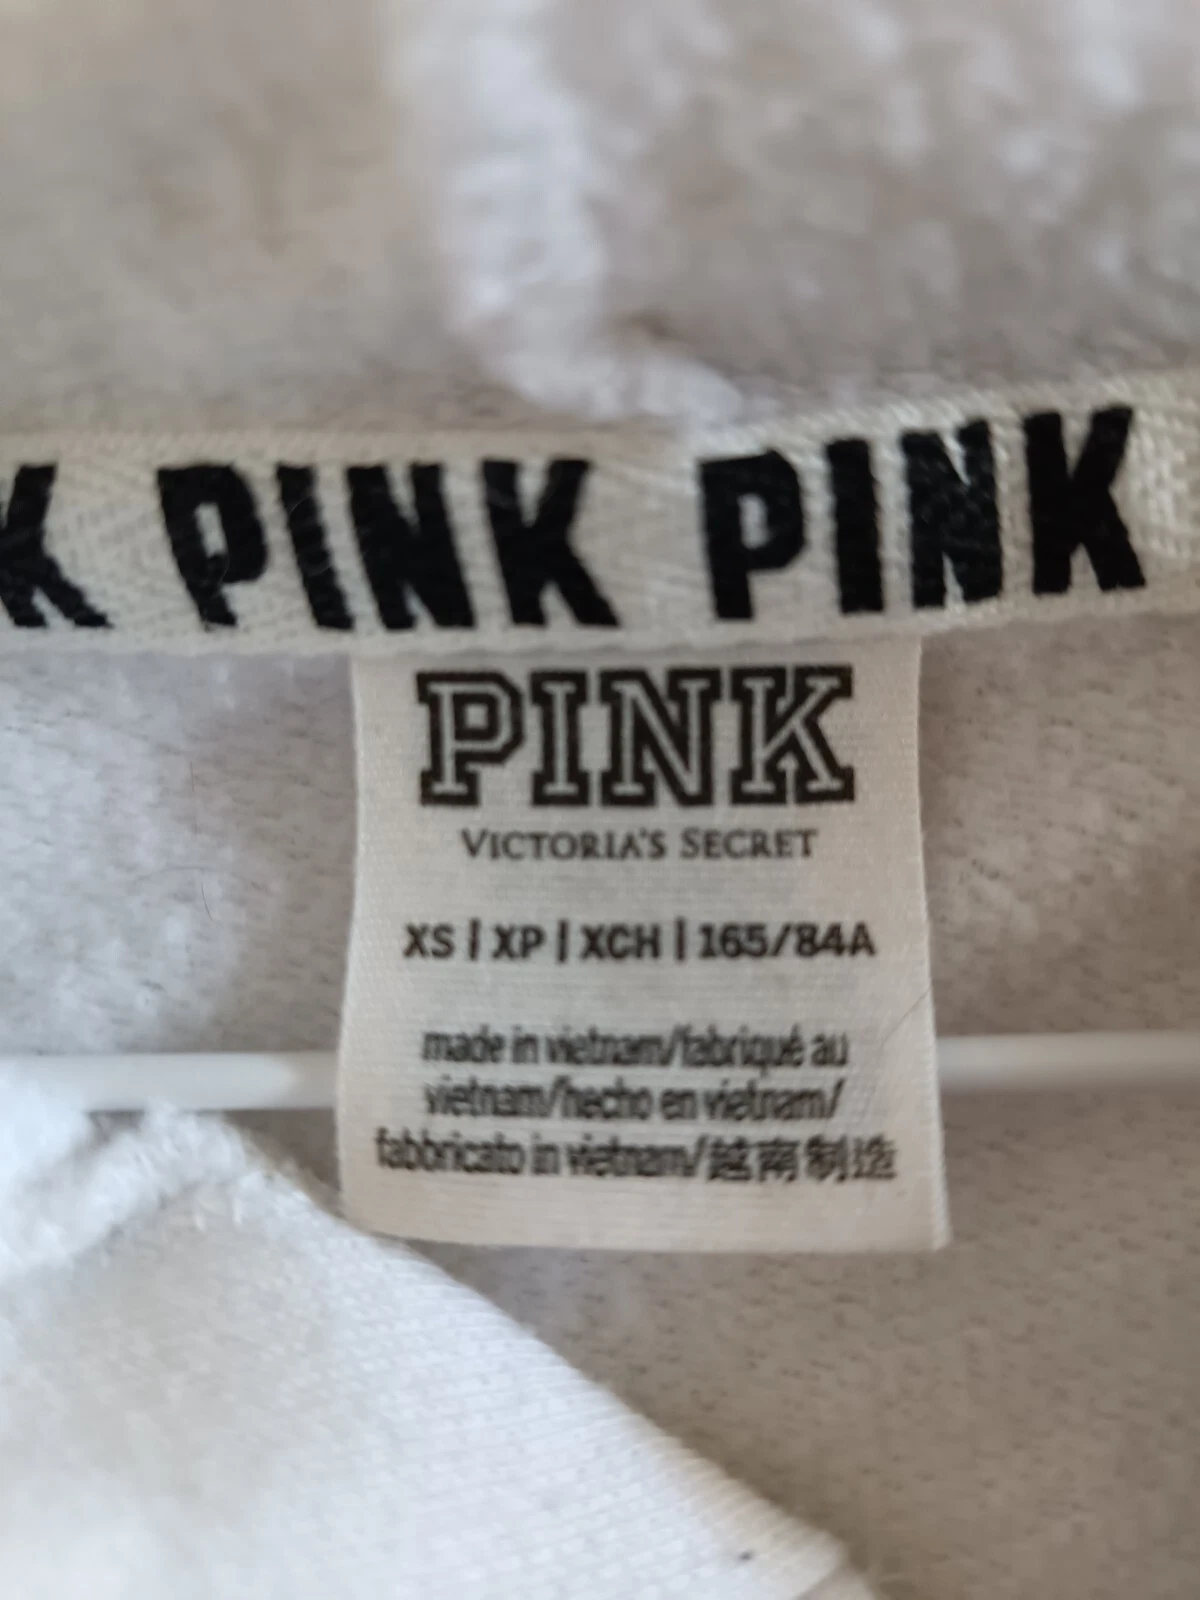 K PINK PINK
PINK
VICTORIA'S SECRET
XS | XP | XCH | 165/84A
made in vietnam/fabriqué au
vietnam/hecho en vietnam/
fabbricato in vietnam/越南制造